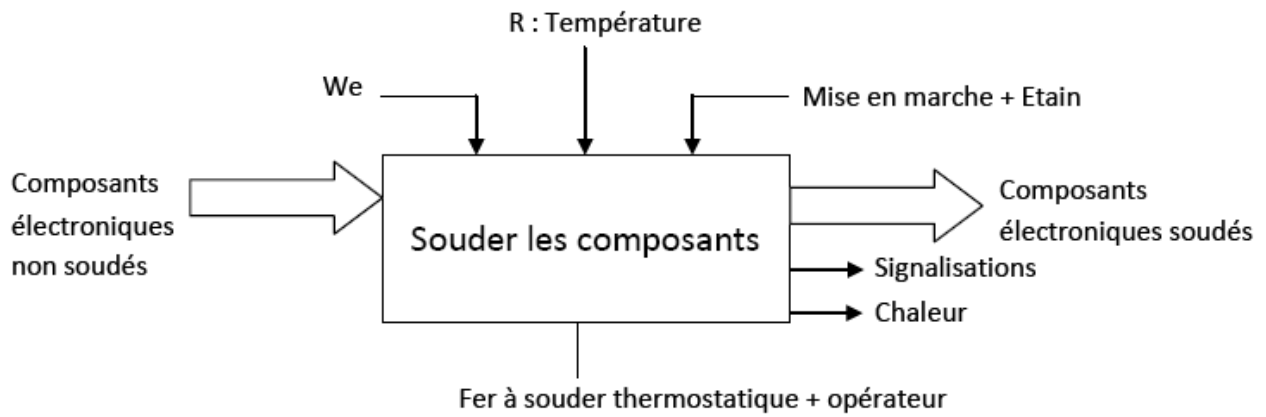 R : Température
We
Mise en marche + Etain
Composants
électroniques
non soudés
Souder les composants
Composants
électroniques soudés
Signalisations
Chaleur
Fer à souder thermostatique + opérateur